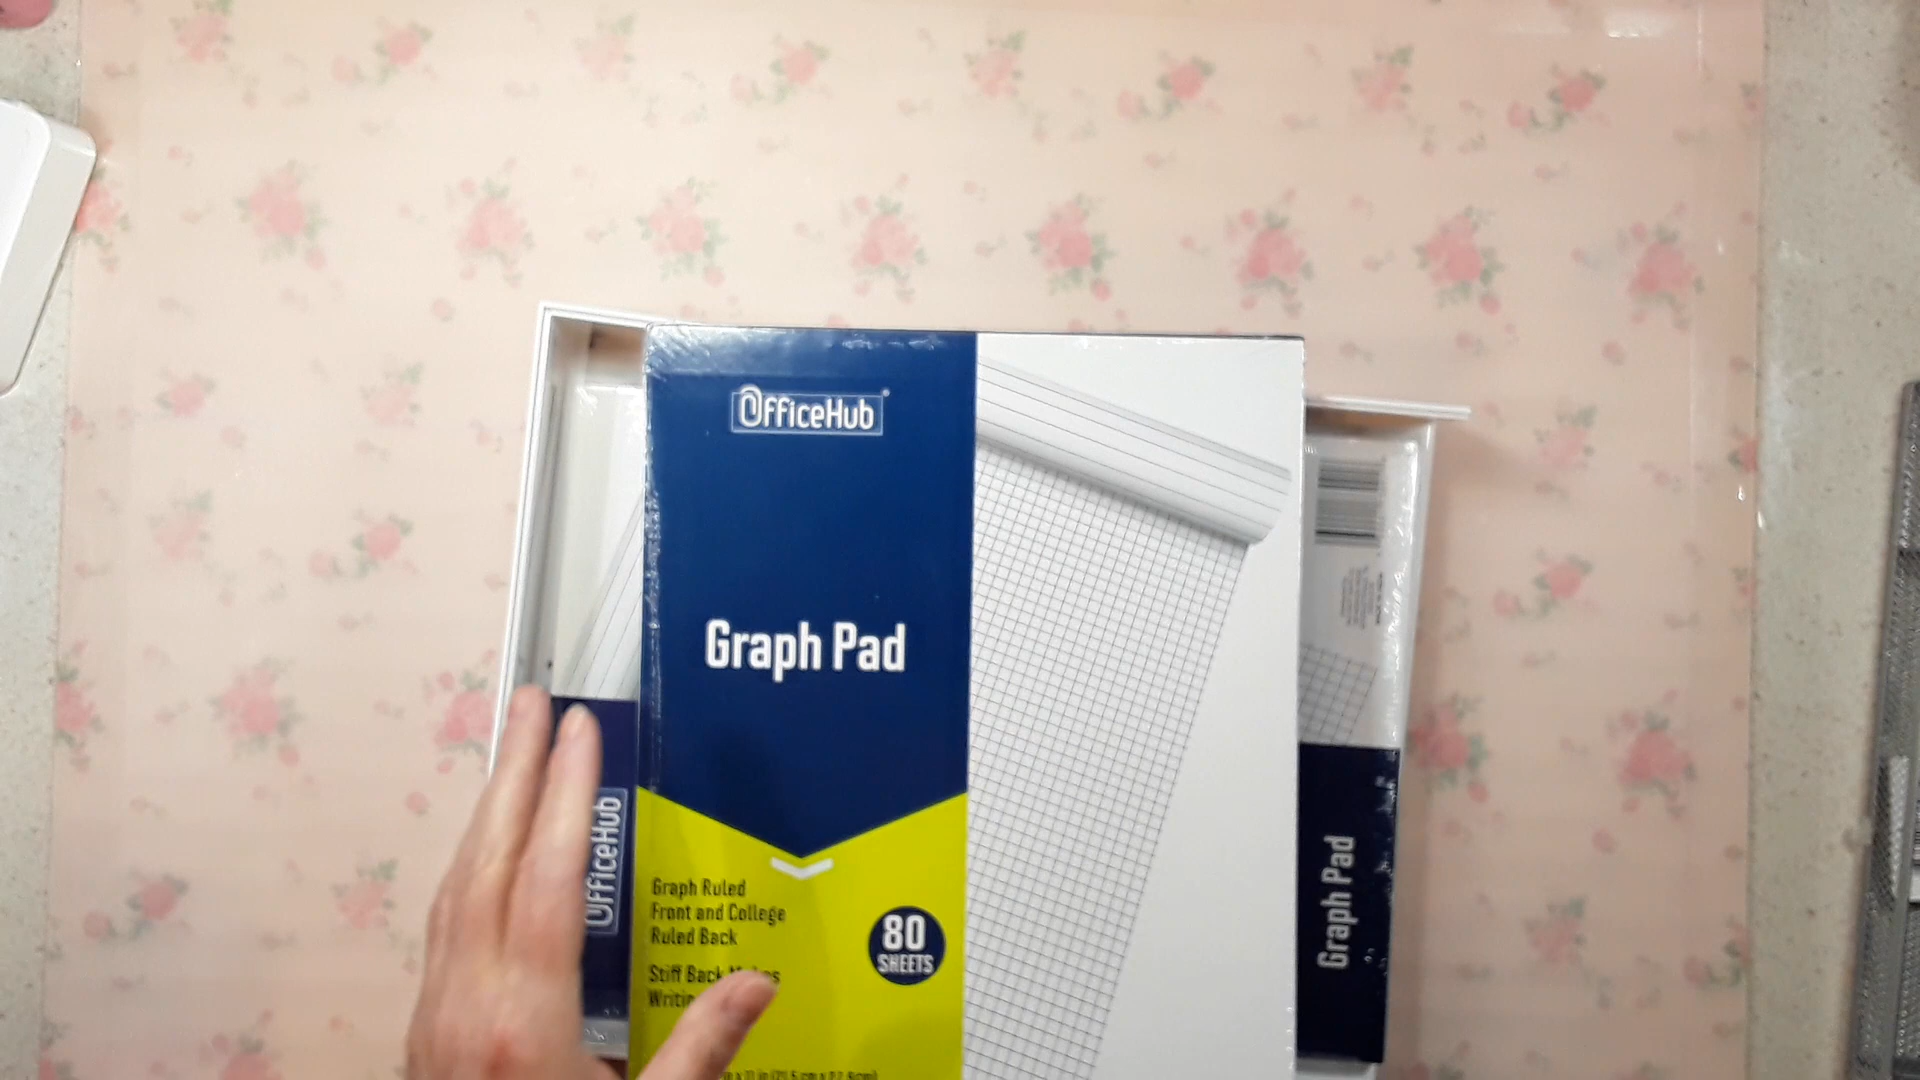 OfficeHub®
Graph Pad
Graph Ruled
Front and College
Ruled Back
Stiff Back
80
SHEETS
OfficeHub
Graph Pad